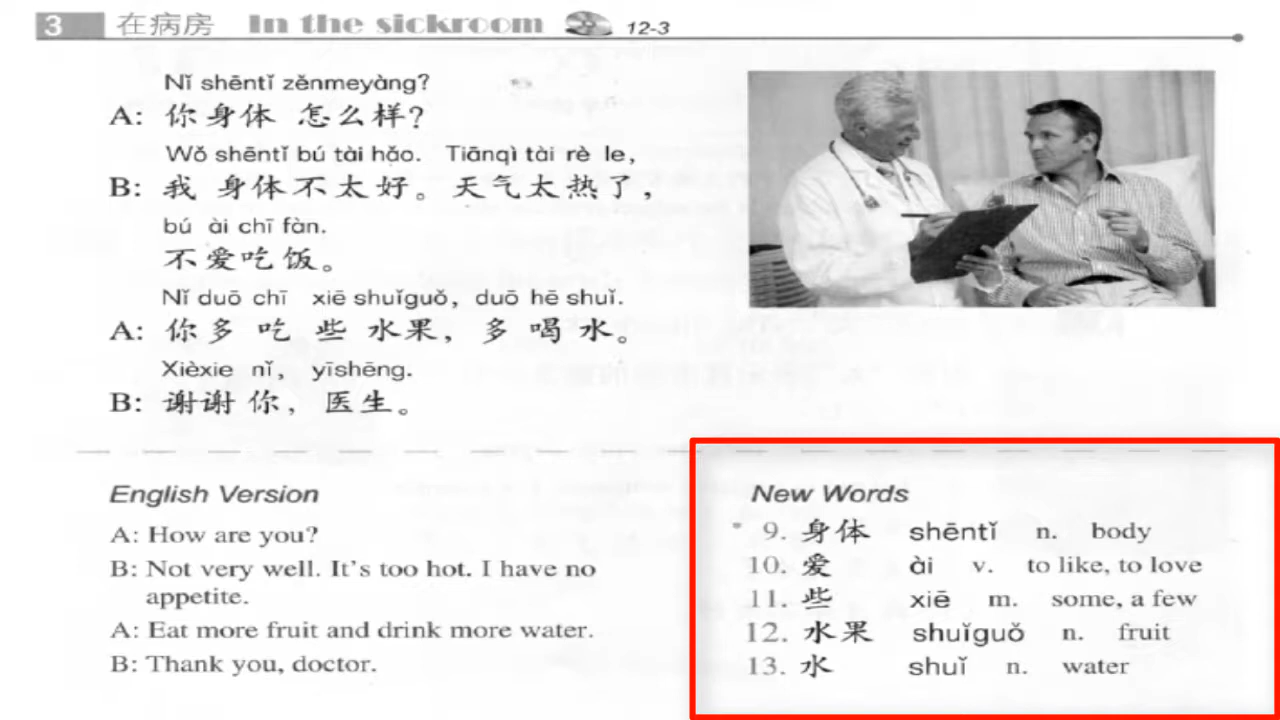 3 在病房 In the sickroom 12-3
Nǐ shēntǐ zěnmeyàng?
A: 你身体 怎么样?
Wǒ shēntǐ bú tài hǎo. Tiānqì tài rè le,
B: 我 身体不太好。天气太热了,
bú ài chī fàn.
不爱吃饭。
Nǐ duō chī xiē shuǐguǒ, duō hē shuǐ.
A: 你多 吃 些 水果, 多 喝 水。
Xièxie nǐ, yīshēng.
B: 谢谢 你, 医生。
English Version
A: How are you?
B: Not very well. It's too hot. I have no
appetite.
A: Eat more fruit and drink more water.
B: Thank you, doctor.
New Words
9. 身体 shēntǐ n. body
10. 爱 ài v. to like, to love
11. 些 xiē m. some, a few
12. 水果 shuǐguǒ n. fruit
13. 水 shuǐ n. water